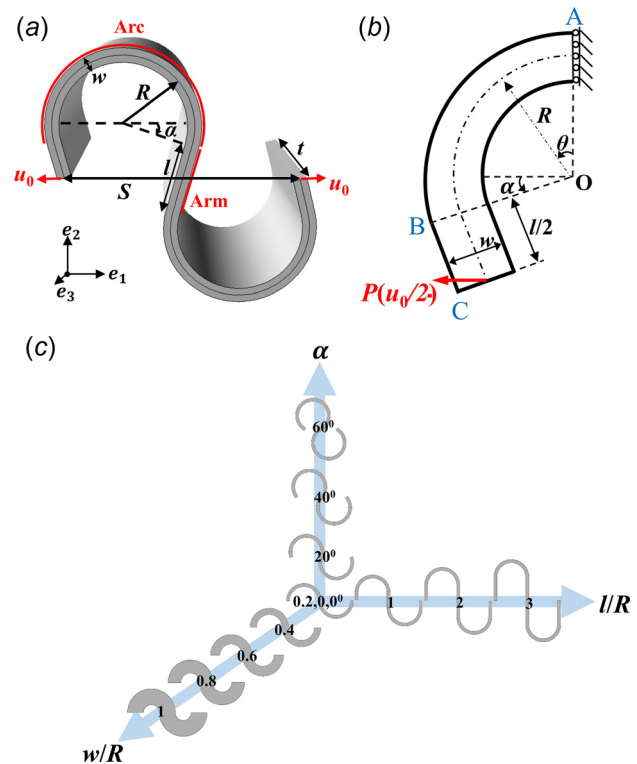 (a)
Arc
w
R
α
l
t
u₀
S
u₀
Arm
e₂
e₁
e₃
(b)
A
R
θ
α
O
B
l/2
w
P(u₀/2)
C
(c)
α
60⁰
40⁰
20⁰
0.2,0,0⁰
1
2
3
l/R
0.4
0.6
0.8
1
w/R